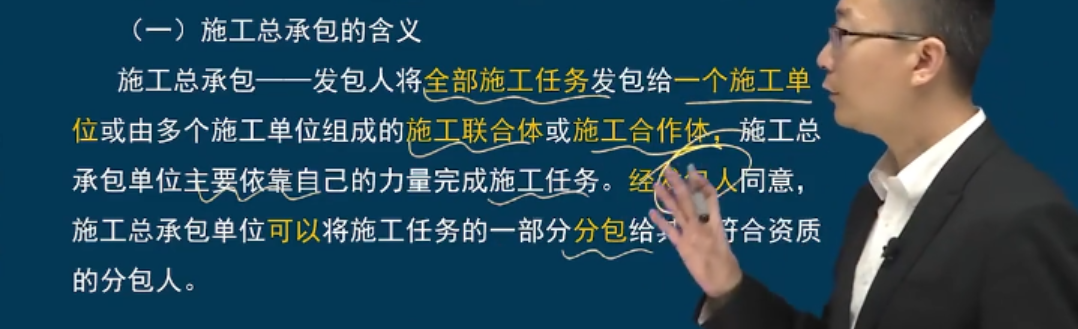 （一）施工总承包的含义
施工总承包——发包人将全部施工任务发包给一个施工单
位或由多个施工单位组成的施工联合体或施工合作体，施工总
承包单位主要依靠自己的力量完成施工任务。经 人同意，
施工总承包单位可以将施工任务的一部分分包给 符合资质
的分包人。